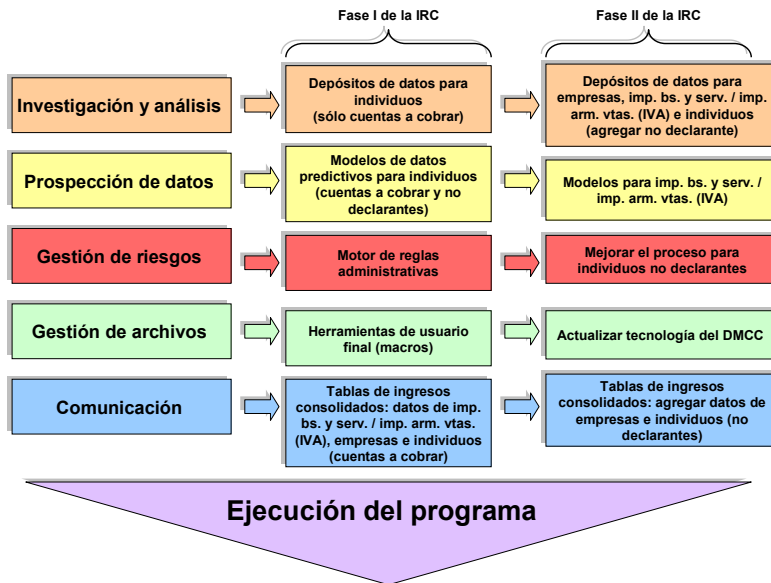 Fase I de la IRC
Fase II de la IRC
Investigación y análisis
Depósitos de datos para
individuos
(sólo cuentas a cobrar)
Depósitos de datos para
empresas, imp. bs. y serv. / imp.
arm. vtas. (IVA) e individuos
(agregar no declarante)
Prospección de datos
Modelos de datos
predictivos para individuos
(cuentas a cobrar y no
declarantes)
Modelos para imp. bs. y serv. /
imp. arm. vtas. (IVA)
Gestión de riesgos
Motor de reglas
administrativas
Mejorar el proceso para
individuos no declarantes
Gestión de archivos
Herramientas de usuario
final (macros)
Actualizar tecnología del DMCC
Comunicación
Tablas de ingresos
consolidados: datos de imp.
bs. y serv. / imp. arm. vtas.
(IVA), empresas e individuos
(cuentas a cobrar)
Tablas de ingresos
consolidados: agregar datos de
empresas e individuos (no
declarantes)
Ejecución del programa